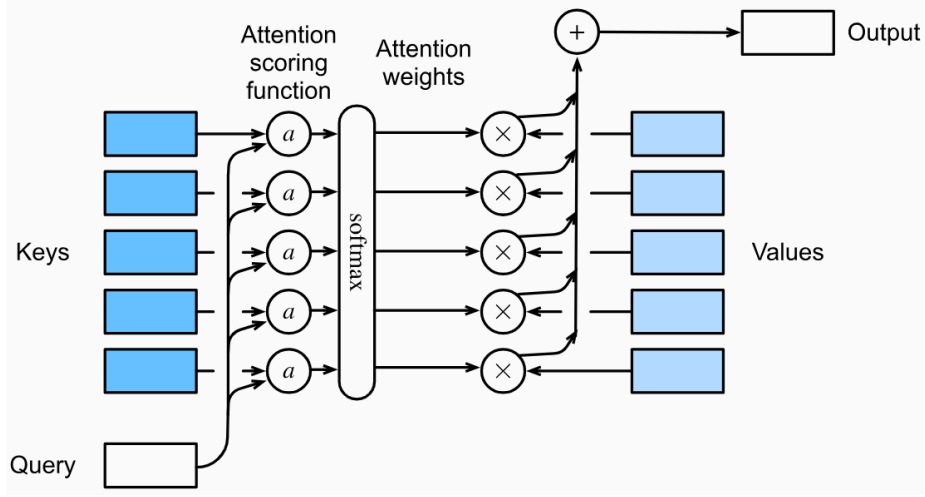 Attention
scoring
function
Attention
weights
+
Output
a
×
a
×
Keys
a
softmax
×
Values
a
×
a
×
Query